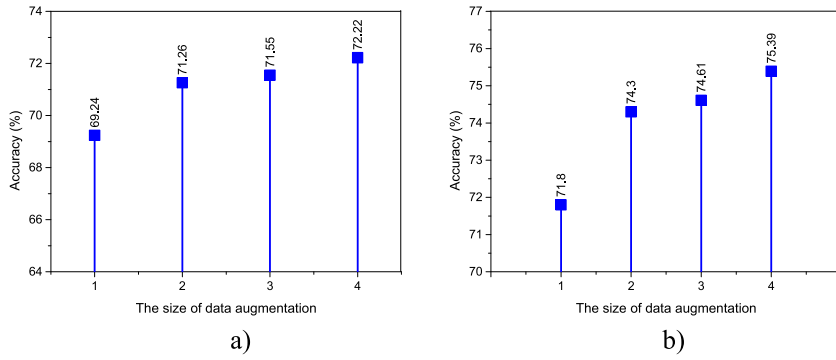 74
72
70
68
66
64
Accuracy (%)
69.24
71.26
71.55
72.22
1 2 3 4
The size of data augmentation
a)
77
76
75
74
73
72
71
70
Accuracy (%)
71.8
74.3
74.61
75.39
1 2 3 4
The size of data augmentation
b)